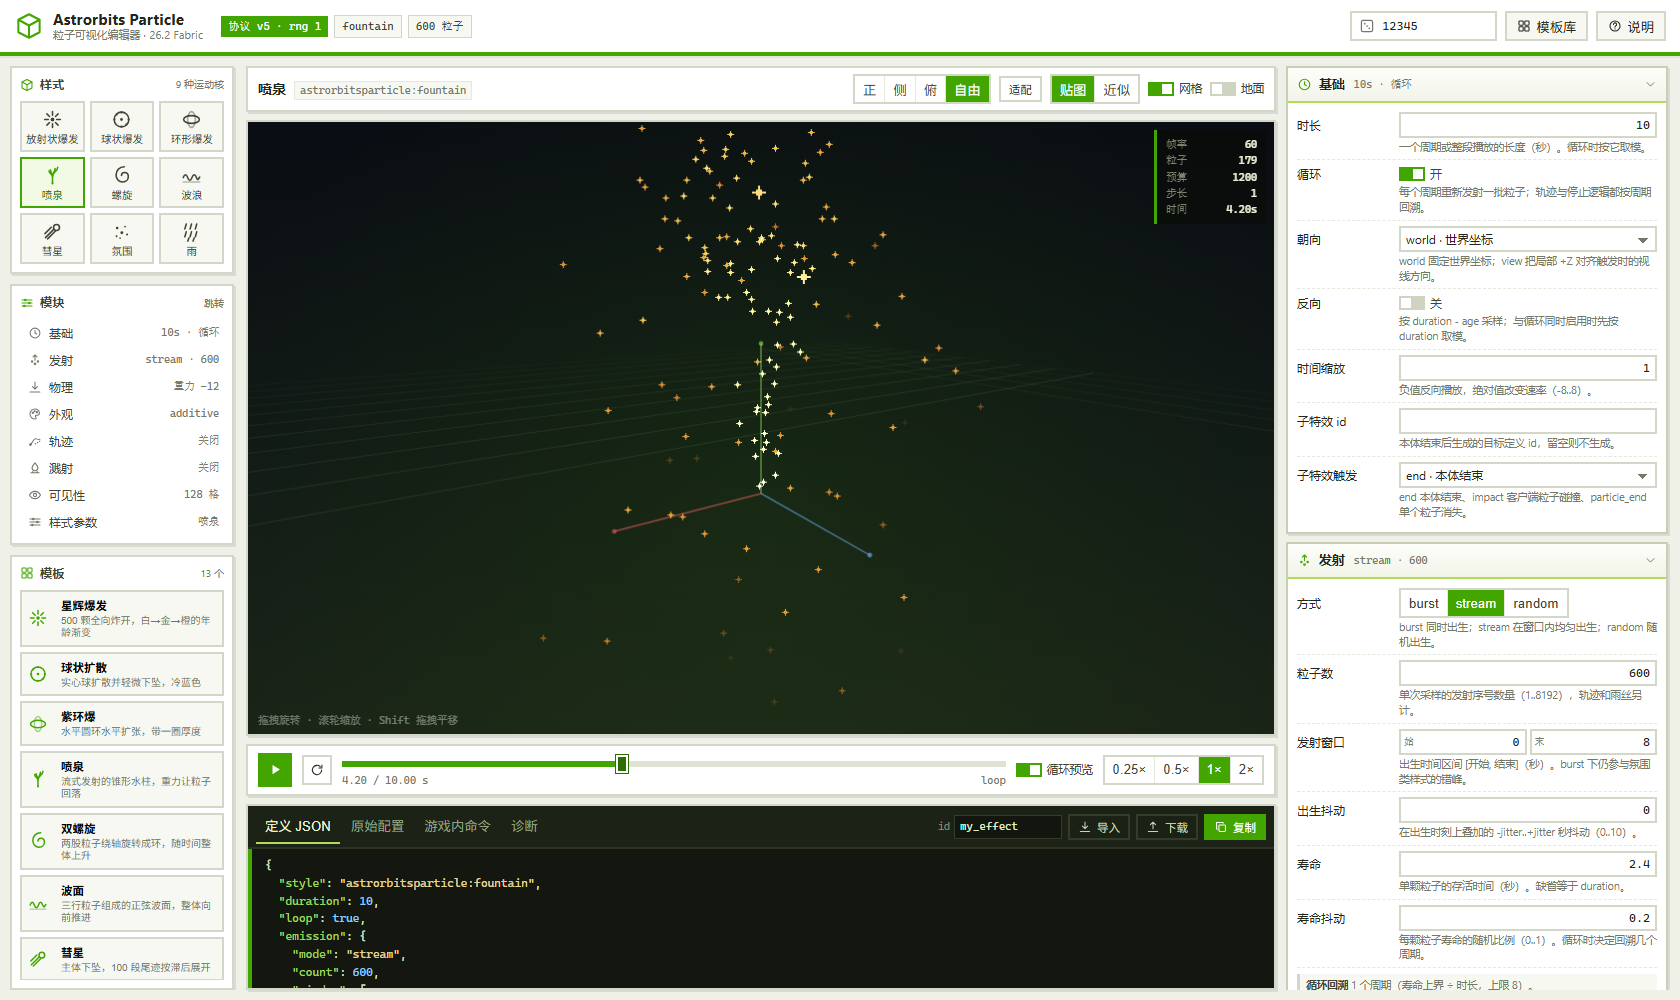 Astrorbits Particle
粒子可视化编辑器 · 26.2 Fabric
协议 v5 · rng 1
fountain
600 粒子
12345
模板库
说明
样式
9 种运动核
放射状爆发
球状爆发
环形爆发
喷泉
螺旋
波浪
彗星
氛围
雨
模块
跳转
基础
10s · 循环
发射
stream · 600
物理
重力 −12
外观
additive
轨迹
关闭
溅射
关闭
可见性
128 格
样式参数
喷泉
模板
13 个
星辉爆发
500 颗全向炸开，白→金→橙的年
龄渐变
球状扩散
实心球扩散并轻微下坠，冷蓝色
紫环爆
水平圆环水平扩张，带一圈厚度
喷泉
流式发射的锥形水柱，重力让粒子
回落
双螺旋
两股粒子绕轴旋转成环，随时间整
体上升
波面
三行粒子组成的正弦波面，整体向
前推进
彗星
主体下坠，100 段尾迹按滞后展开
喷泉
astrorbitsparticle:fountain
正
侧
俯
自由
适配
贴图
近似
网格
地面
帧率 60
粒子 179
预算 1200
步长 1
时间 4.20s
拖拽旋转 · 滚轮缩放 · Shift 拖拽平移
4.20 / 10.00 s
loop
循环预览
0.25×
0.5×
1×
2×
定义 JSON
原始配置
游戏内命令
诊断
id
my_effect
导入
下载
复制
{
"style": "astrorbitsparticle:fountain",
"duration": 10,
"loop": true,
"emission": {
"mode": "stream",
"count": 600,
基础
10s · 循环
时长
10
一个周期或整段播放的长度（秒）。循环时按它取模。
循环
开
每个周期重新发射一批粒子；轨迹与停止逻辑都按周期
回溯。
朝向
world · 世界坐标
world 固定世界坐标；view 把局部 +Z 对齐触发时的视
线方向。
反向
关
按 duration - age 采样；与循环同时启用时先按
duration 取模。
时间缩放
1
负值反向播放，绝对值改变速率（-8..8）。
子特效 id
本体结束后生成的目标定义 id，留空则不生成。
子特效触发
end · 本体结束
end 本体结束、impact 客户端粒子碰撞、particle_end
单个粒子消失。
发射
stream · 600
方式
burst
stream
random
burst 同时出生；stream 在窗口内均匀出生；random 随
机出生。
粒子数
600
单次采样的发射序号数量（1..8192），轨迹和雨丝另
计。
发射窗口
始 0
末 8
出生时间区间 [开始, 结束]（秒）。burst 下仍参与氛围
类样式的错峰。
出生抖动
0
在出生时刻上叠加的 -jitter..+jitter 秒抖动（0..10）。
寿命
2.4
单颗粒子的存活时间（秒）。缺省等于 duration。
寿命抖动
0.2
每颗粒子寿命的随机比例（0..1）。循环时决定回溯几个
周期。
循环回溯 1 个周期（寿命上界 ÷ 时长，上限 8）。